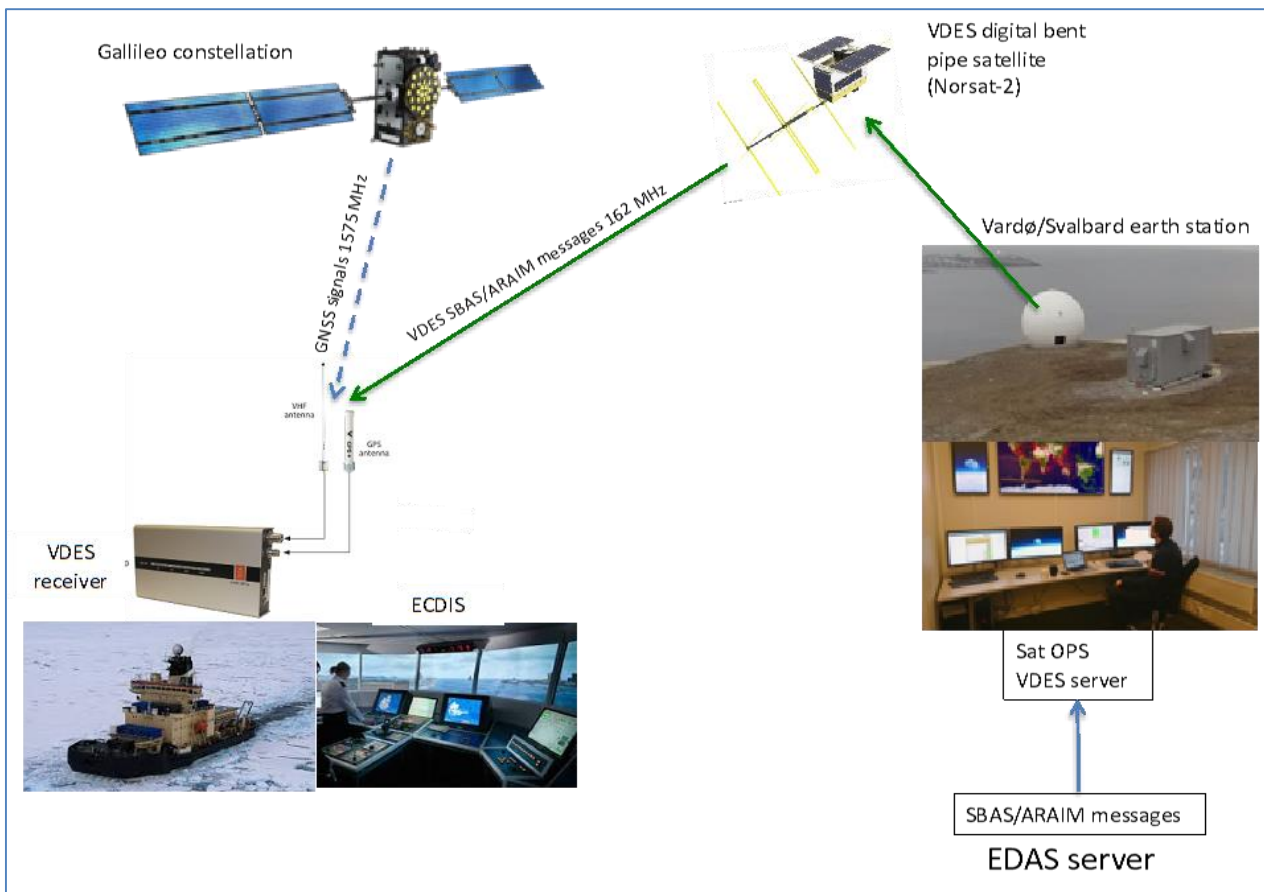 Gallileo constellation
VDES digital bent
pipe satellite
(Norsat-2)
GNSS signals 1575 MHz
VDES SBAS/ARAIM messages 162 MHz
Vardø/Svalbard earth station
VHF
antenna
GPS
antenna
VDES
receiver
ECDIS
Sat OPS
VDES server
SBAS/ARAIM messages
EDAS server